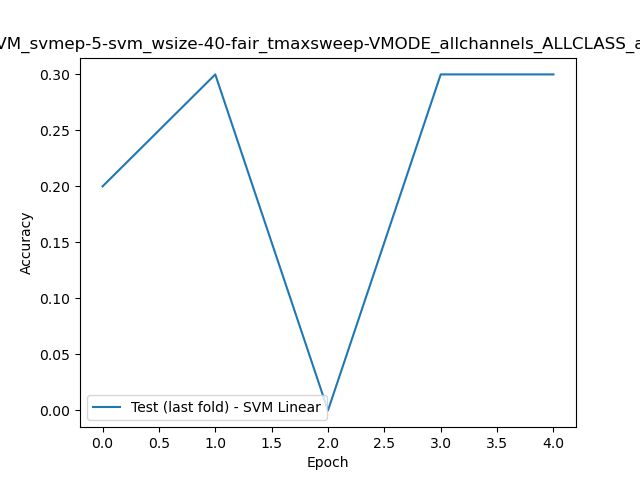 VM_svmep-5-svm_wsize-40-fair_tmaxsweep-VMODE_allchannels_ALLCLASS_a
0.30
0.25
0.20
0.15
0.10
0.05
0.00
Accuracy
Test (last fold) - SVM Linear
0.0 0.5 1.0 1.5 2.0 2.5 3.0 3.5 4.0
Epoch